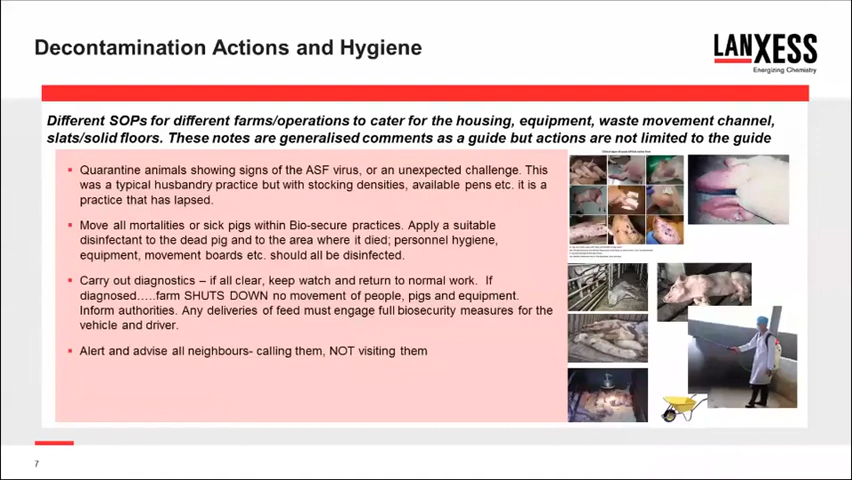 Decontamination Actions and Hygiene
LANXESS
Energizing Chemistry
Different SOPs for different farms/operations to cater for the housing, equipment, waste movement channel,
slats/solid floors. These notes are generalised comments as a guide but actions are not limited to the guide
▪ Quarantine animals showing signs of the ASF virus, or an unexpected challenge. This
was a typical husbandry practice but with stocking densities, available pens etc. it is a
practice that has lapsed.
▪ Move all mortalities or sick pigs within Bio-secure practices. Apply a suitable
disinfectant to the dead pig and to the area where it died; personnel hygiene,
equipment, movement boards etc. should all be disinfected.
▪ Carry out diagnostics – if all clear, keep watch and return to normal work.  If
diagnosed…..farm SHUTS DOWN no movement of people, pigs and equipment.
Inform authorities. Any deliveries of feed must engage full biosecurity measures for the
vehicle and driver.
▪ Alert and advise all neighbours- calling them, NOT visiting them
7